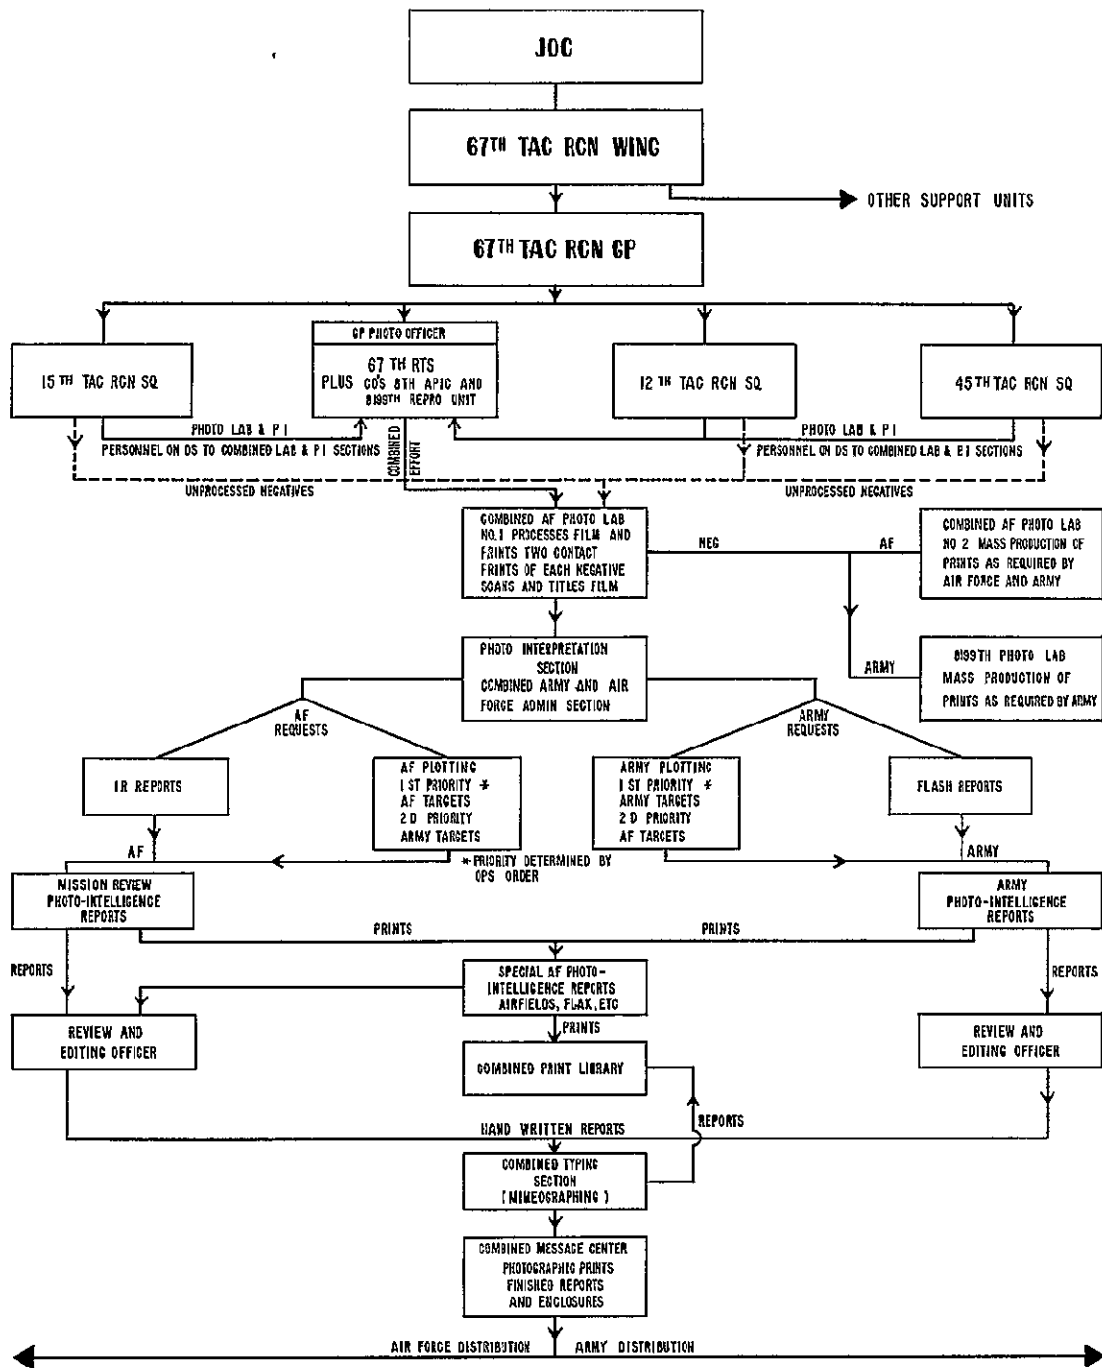 JOC
67TH TAC RCN WING
OTHER SUPPORT UNITS
67TH TAC RCN GP
GP PHOTO OFFICER
15TH TAC RCN SQ
67 TH RTS
PLUS CO'S 8TH APIC AND
8199TH REPRO UNIT
12TH TAC RCN SQ
45TH TAC RCN SQ
PHOTO LAB & PI
PERSONNEL ON DS TO COMBINED LAB & PI SECTIONS
COMBINED
EFFORT
PHOTO LAB & PI
PERSONNEL ON DS TO COMBINED LAB & PI SECTIONS
UNPROCESSED NEGATIVES
UNPROCESSED NEGATIVES
COMBINED AF PHOTO LAB
NO.1 PROCESSES FILM AND
PRINTS TWO CONTACT
PRINTS OF EACH NEGATIVE
SCANS AND TITLES FILM
NEG
AF
COMBINED AF PHOTO LAB
NO 2 MASS PRODUCTION OF
PRINTS AS REQUIRED BY
AIR FORCE AND ARMY
ARMY
8199TH PHOTO LAB
MASS PRODUCTION OF
PRINTS AS REQUIRED BY ARMY
PHOTO INTERPRETATION
SECTION
COMBINED ARMY AND AIR
FORCE ADMIN SECTION
AF
REQUESTS
ARMY
REQUESTS
IR REPORTS
AF PLOTTING
1ST PRIORITY *
AF TARGETS
2D PRIORITY
ARMY TARGETS
ARMY PLOTTING
1ST PRIORITY *
ARMY TARGETS
2D PRIORITY
AF TARGETS
FLASH REPORTS
AF
* PRIORITY DETERMINED BY
OPS ORDER
ARMY
MISSION REVIEW
PHOTO-INTELLIGENCE
REPORTS
ARMY
PHOTO-INTELLIGENCE
REPORTS
PRINTS
PRINTS
REPORTS
REPORTS
SPECIAL AF PHOTO-
INTELLIGENCE REPORTS
AIRFIELDS, FLAK, ETC
PRINTS
REVIEW AND
EDITING OFFICER
COMBINED PRINT LIBRARY
REVIEW AND
EDITING OFFICER
REPORTS
HAND WRITTEN REPORTS
COMBINED TYPING
SECTION
(MIMEOGRAPHING)
COMBINED MESSAGE CENTER
PHOTOGRAPHIC PRINTS
FINISHED REPORTS
AND ENCLOSURES
AIR FORCE DISTRIBUTION
ARMY DISTRIBUTION